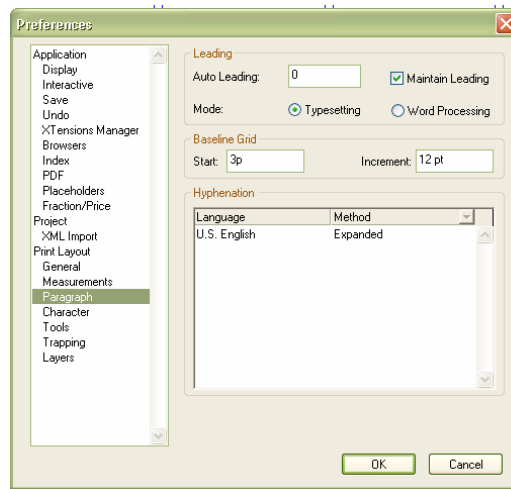 Preferences
Application
Display
Interactive
Save
Undo
XTensions Manager
Browsers
Index
PDF
Placeholders
Fraction/Price
Project
XML Import
Print Layout
General
Measurements
Paragraph
Character
Tools
Trapping
Layers
Leading
Auto Leading: 0 Maintain Leading
Mode: Typesetting Word Processing
Baseline Grid
Start: 3p Increment: 12 pt
Hyphenation
Language Method
U.S. English Expanded
OK Cancel